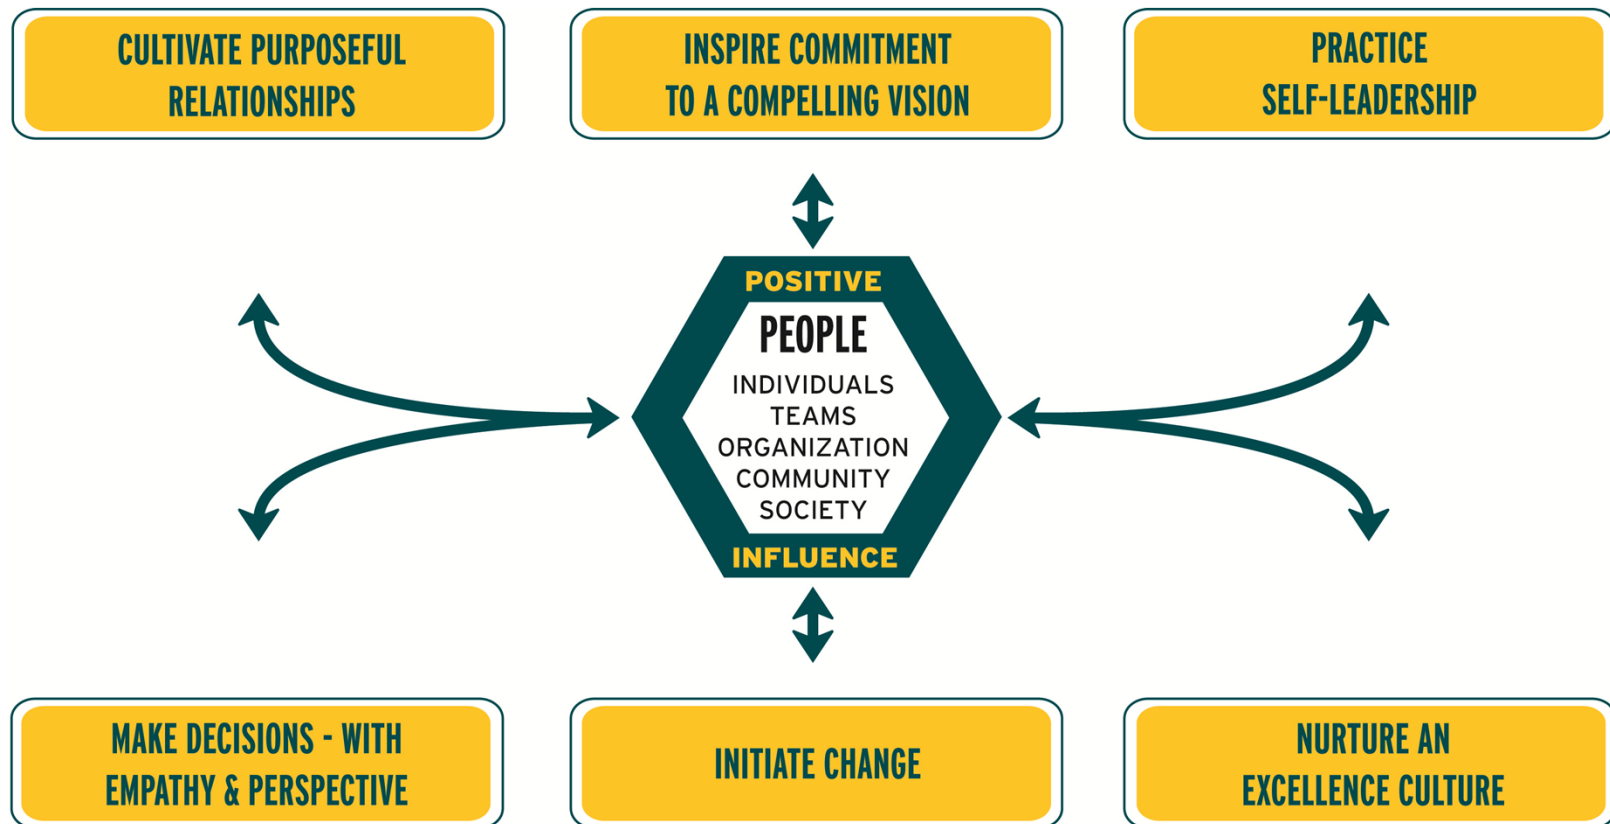 CULTIVATE PURPOSEFUL
RELATIONSHIPS
INSPIRE COMMITMENT
TO A COMPELLING VISION
PRACTICE
SELF-LEADERSHIP
POSITIVE
PEOPLE
INDIVIDUALS
TEAMS
ORGANIZATION
COMMUNITY
SOCIETY
INFLUENCE
MAKE DECISIONS - WITH
EMPATHY & PERSPECTIVE
INITIATE CHANGE
NURTURE AN
EXCELLENCE CULTURE